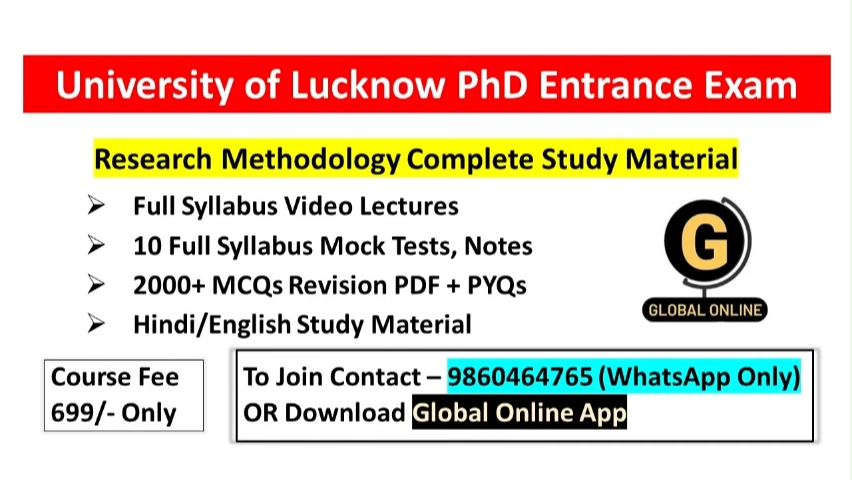 University of Lucknow PhD Entrance Exam
Research Methodology Complete Study Material
➢ Full Syllabus Video Lectures
➢ 10 Full Syllabus Mock Tests, Notes
➢ 2000+ MCQs Revision PDF + PYQs
➢ Hindi/English Study Material
G
GLOBAL ONLINE
Course Fee
699/- Only
To Join Contact – 9860464765 (WhatsApp Only)
OR Download Global Online App